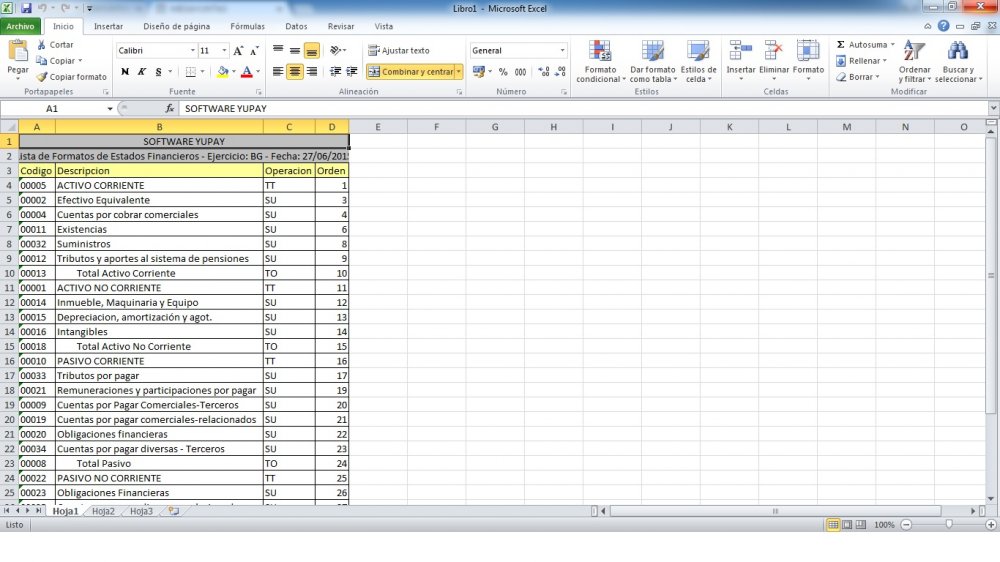 Libro1 - Microsoft Excel
Archivo Inicio Insertar Diseño de página Fórmulas Datos Revisar Vista
Pegar
Cortar
Copiar
Copiar formato
Portapapeles
Calibri 11
N K S
Fuente
Ajustar texto
Combinar y centrar
Alineación
General
% 000
Número
Formato condicional
Dar formato como tabla
Estilos de celda
Estilos
Insertar Eliminar Formato
Celdas
Autosuma
Rellenar
Borrar
Ordenar y filtrar
Buscar y seleccionar
Modificar
A1 fx SOFTWARE YUPAY
A B C D E F G H I J K L M N O
1 SOFTWARE YUPAY
2 ista de Formatos de Estados Financieros - Ejercicio: BG - Fecha: 27/06/201
3 Codigo Descripcion Operacion Orden
4 00005 ACTIVO CORRIENTE TT 1
5 00002 Efectivo Equivalente SU 3
6 00004 Cuentas por cobrar comerciales SU 4
7 00011 Existencias SU 6
8 00032 Suministros SU 8
9 00012 Tributos y aportes al sistema de pensiones SU 9
10 00013 Total Activo Corriente TO 10
11 00001 ACTIVO NO CORRIENTE TT 11
12 00014 Inmueble, Maquinaria y Equipo SU 12
13 00015 Depreciacion, amortización y agot. SU 13
14 00016 Intangibles SU 14
15 00018 Total Activo No Corriente TO 15
16 00010 PASIVO CORRIENTE TT 16
17 00033 Tributos por pagar SU 17
18 00021 Remuneraciones y participaciones por pagar SU 19
19 00009 Cuentas por Pagar Comerciales-Terceros SU 20
20 00019 Cuentas por pagar comerciales-relacionados SU 21
21 00020 Obligaciones financieras SU 22
22 00034 Cuentas por pagar diversas - Terceros SU 23
23 00008 Total Pasivo TO 24
24 00022 PASIVO NO CORRIENTE TT 25
25 00023 Obligaciones Financieras SU 26
Hoja1 Hoja2 Hoja3
Listo 100%